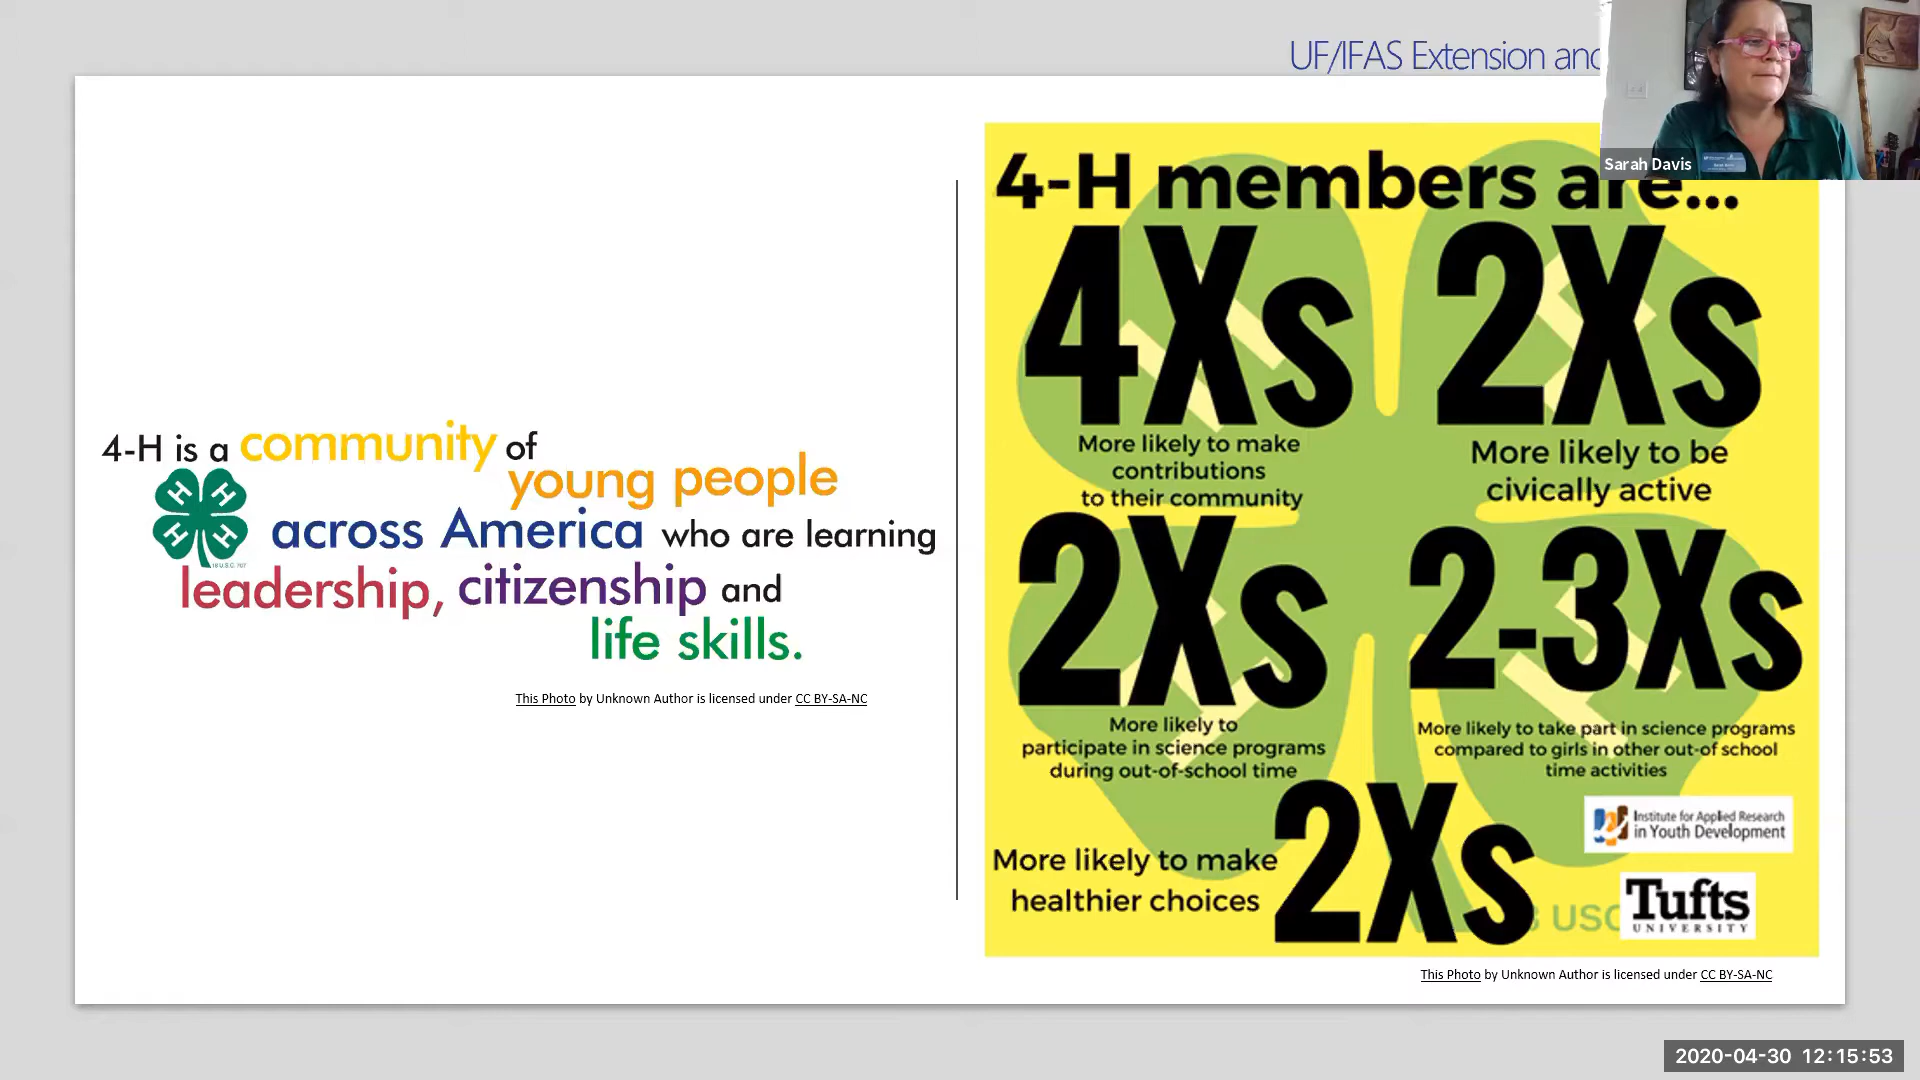 UF/IFAS Extension and
Sarah Davis
4-H is a community of
young people
across America who are learning
leadership, citizenship and
life skills.
H H
H H
18 U.S.C. 707
This Photo by Unknown Author is licensed under CC BY-SA-NC
4-H members are...
4Xs
More likely to make
contributions
to their community
2Xs
More likely to be
civically active
2Xs
More likely to
participate in science programs
during out-of-school time
2-3Xs
More likely to take part in science programs
compared to girls in other out-of school
time activities
More likely to make
healthier choices
2Xs
Institute for Applied Research
in Youth Development
USC
Tufts
UNIVERSITY
This Photo by Unknown Author is licensed under CC BY-SA-NC
2020-04-30 12:15:53